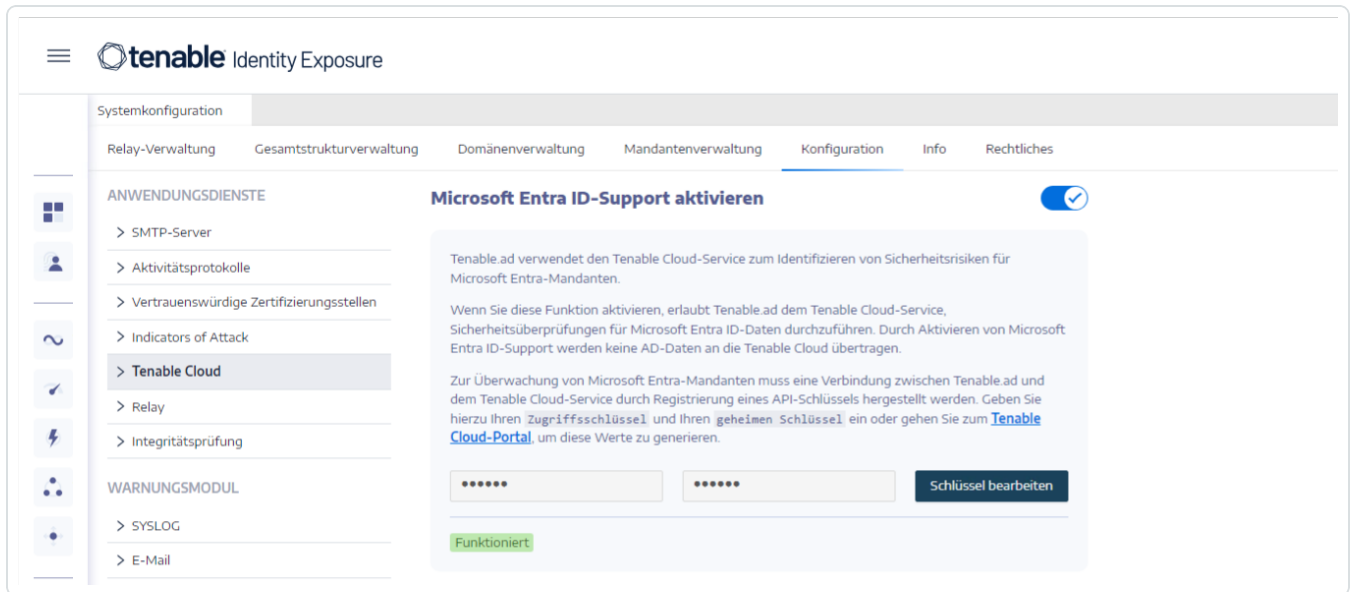 tenable Identity Exposure
Systemkonfiguration
Relay-Verwaltung Gesamtstrukturverwaltung Domänenverwaltung Mandantenverwaltung Konfiguration Info Rechtliches
ANWENDUNGSDIENSTE
SMTP-Server
Aktivitätsprotokolle
Vertrauenswürdige Zertifizierungsstellen
Indicators of Attack
Tenable Cloud
Relay
Integritätsprüfung
WARNUNGSMODUL
SYSLOG
E-Mail
Microsoft Entra ID-Support aktivieren
Tenable.ad verwendet den Tenable Cloud-Service zum Identifizieren von Sicherheitsrisiken für
Microsoft Entra-Mandanten.
Wenn Sie diese Funktion aktivieren, erlaubt Tenable.ad dem Tenable Cloud-Service,
Sicherheitsüberprüfungen für Microsoft Entra ID-Daten durchzuführen. Durch Aktivieren von Microsoft
Entra ID-Support werden keine AD-Daten an die Tenable Cloud übertragen.
Zur Überwachung von Microsoft Entra-Mandanten muss eine Verbindung zwischen Tenable.ad und
dem Tenable Cloud-Service durch Registrierung eines API-Schlüssels hergestellt werden. Geben Sie
hierzu Ihren Zugriffsschlüssel und Ihren geheimen Schlüssel ein oder gehen Sie zum Tenable
Cloud-Portal, um diese Werte zu generieren.
•••••• •••••• Schlüssel bearbeiten
Funktioniert